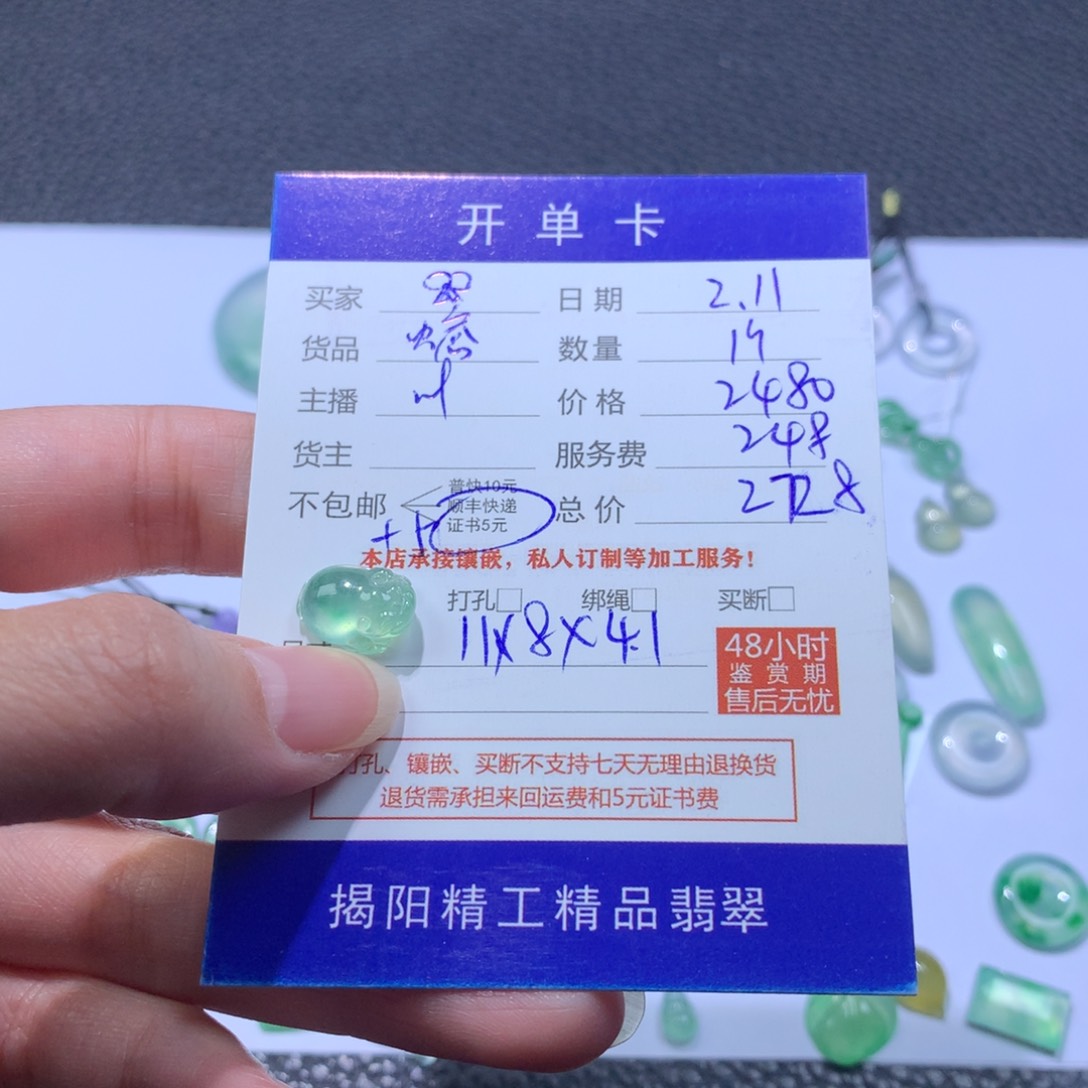 开单卡
买家 日期 2.11
货品 数量 1件
主播 价格 2480
货主 服务费 248
不包邮 普快10元 顺丰快递 证书5元 总价 2728
本店承接镶嵌，私人订制等加工服务！
打孔□ 绑绳□ 买断□
11×8×4.1
48小时
鉴赏期
售后无忧
打孔、镶嵌、买断不支持七天无理由退换货
退货需承担来回运费和5元证书费
揭阳精工精品翡翠